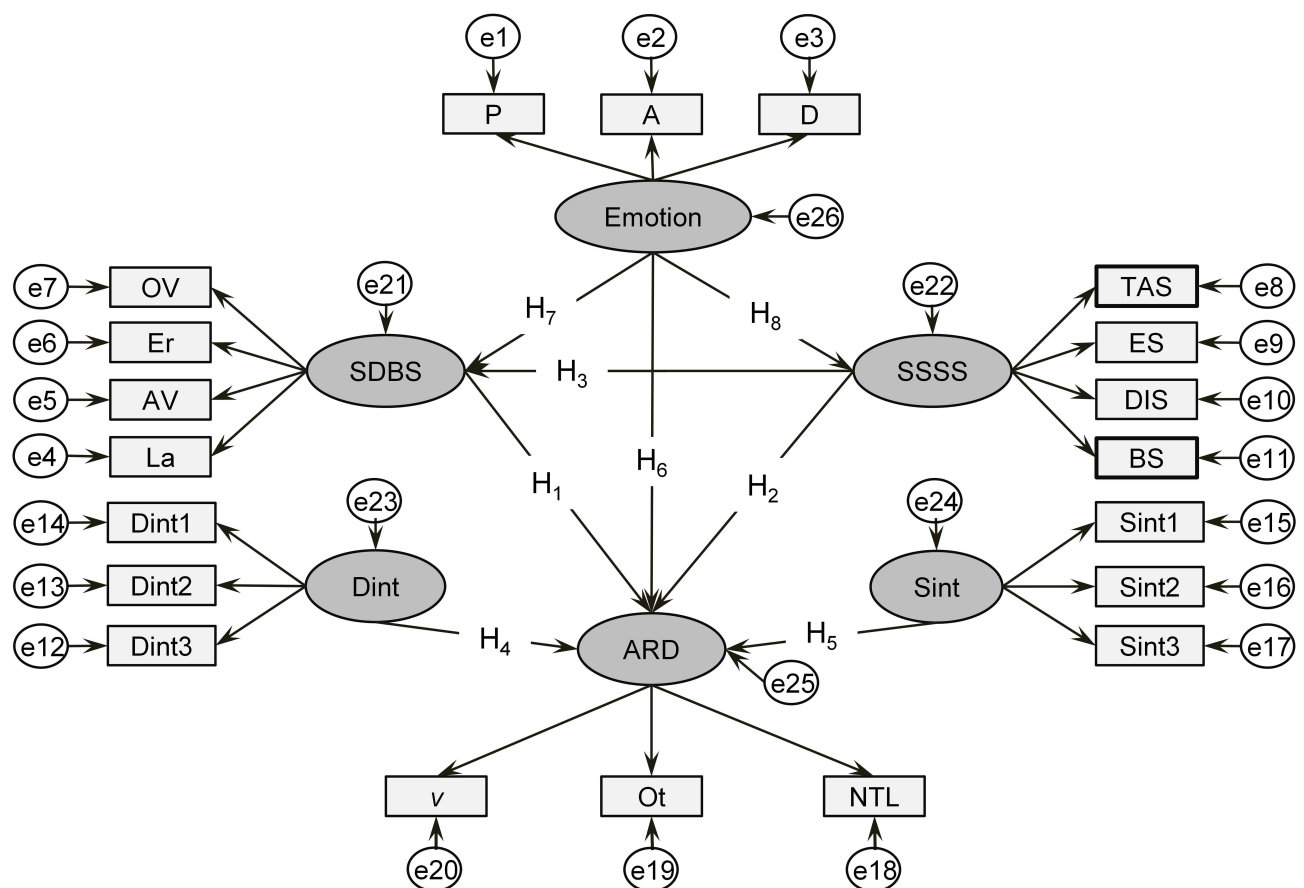 e1 e2 e3
P A D
Emotion e26
e7 OV e21 e22 TAS e8
H7 H8
e6 Er ES e9
SDBS H3 SSSS
e5 AV DIS e10
e4 La H6 BS e11
H1 H2
e14 Dint1 e23 e24 Sint1 e15
e13 Dint2 Dint Sint Sint2 e16
e12 Dint3 H4 ARD H5 Sint3 e17
e25
v Ot NTL
e20 e19 e18